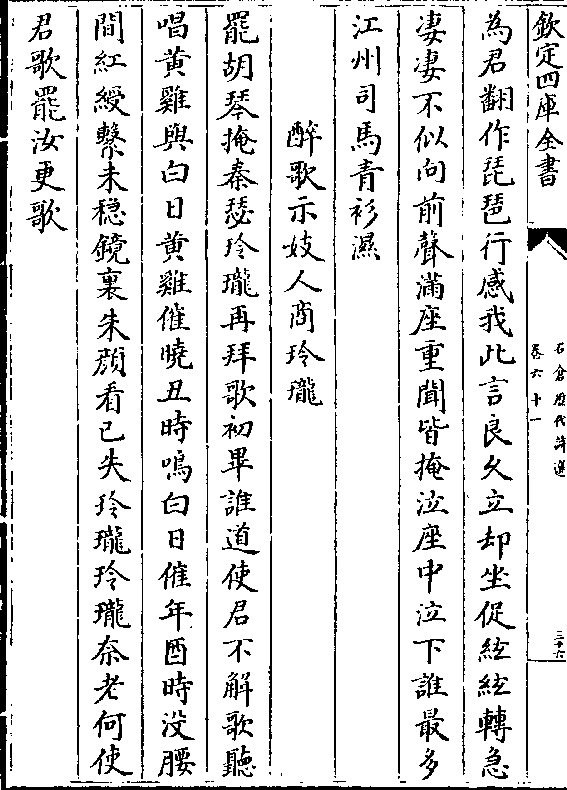 欽定四庫全書
石倉歷代詩選
卷六十一
三十六
為君翻作琵琶行感我此言良久立却坐促絃絃轉急
凄凄不似向前聲滿座重聞皆掩泣座中泣下誰最多
江州司馬青衫濕
醉歌示妓人商玲瓏
罷胡琴掩秦瑟玲瓏再拜歌初畢誰道使君不解歌聽
唱黃雞與白日黃雞催曉丑時鳴白日催年酉時没腰
間紅綬繫未穏鏡裏朱顔看已失玲瓏玲瓏奈老何使
君歌罷汝更歌